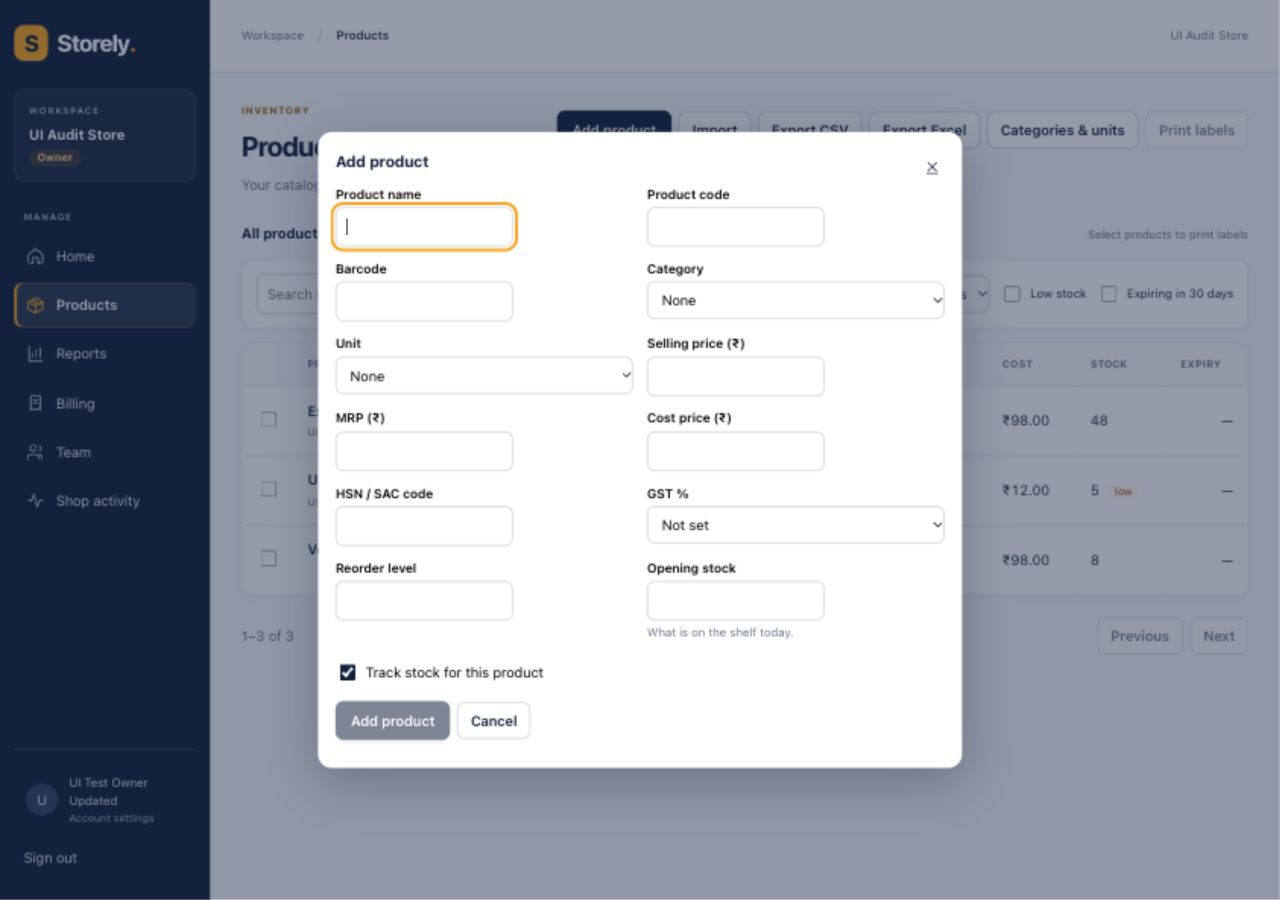 S Storely.
WORKSPACE
UI Audit Store
Owner
MANAGE
Home
Products
Reports
Billing
Team
Shop activity
U
UI Test Owner
Updated
Account settings
Sign out
Workspace / Products
UI Audit Store
INVENTORY
Add product
Import
Export CSV
Export Excel
Categories & units
Print labels
Select products to print labels
Search
Low stock
Expiring in 30 days
COST STOCK EXPIRY
₹98.00 48 —
₹12.00 5 low —
₹98.00 8 —
1–3 of 3
Previous
Next
Add product
×
Product name
Product code
Barcode
Category
None
Unit
None
Selling price (₹)
MRP (₹)
Cost price (₹)
HSN / SAC code
GST %
Not set
Reorder level
Opening stock
What is on the shelf today.
Track stock for this product
Add product
Cancel